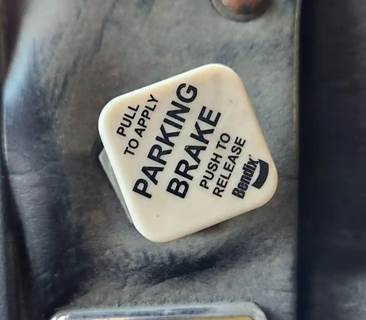 PULL
TO APPLY
PARKING
BRAKE
PUSH TO
RELEASE
Bendix